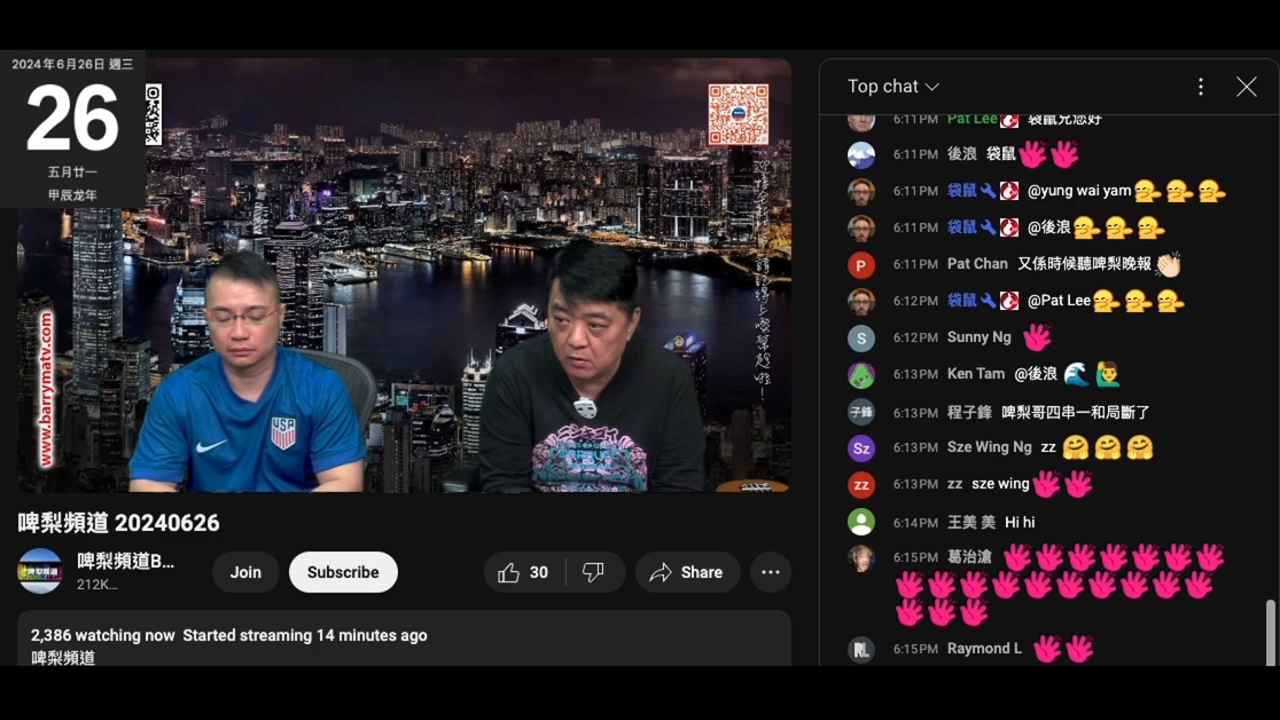 2024年6月26日 週三
26
五月廿一
甲辰龙年
www.barrymatv.com
USP
啤梨頻道 20240626
啤梨頻道B...
212K...
Join
Subscribe
30
Share
2,386 watching now Started streaming 14 minutes ago
啤梨頻道
Top chat
6:11 PM Pat Lee 袋鼠兄您好
6:11 PM 後浪 袋鼠
6:11 PM 袋鼠 @yung wai yam
6:11 PM 袋鼠 @後浪
6:11 PM Pat Chan 又係時候聽啤梨晚報
6:12 PM 袋鼠 @Pat Lee
6:12 PM Sunny Ng
6:13 PM Ken Tam @後浪
6:13 PM 程子鋒 啤梨哥四串一和局斷了
6:13 PM Sze Wing Ng zz
6:13 PM zz sze wing
6:14 PM 王美 美 Hi hi
6:15 PM 葛治滄
6:15 PM Raymond L